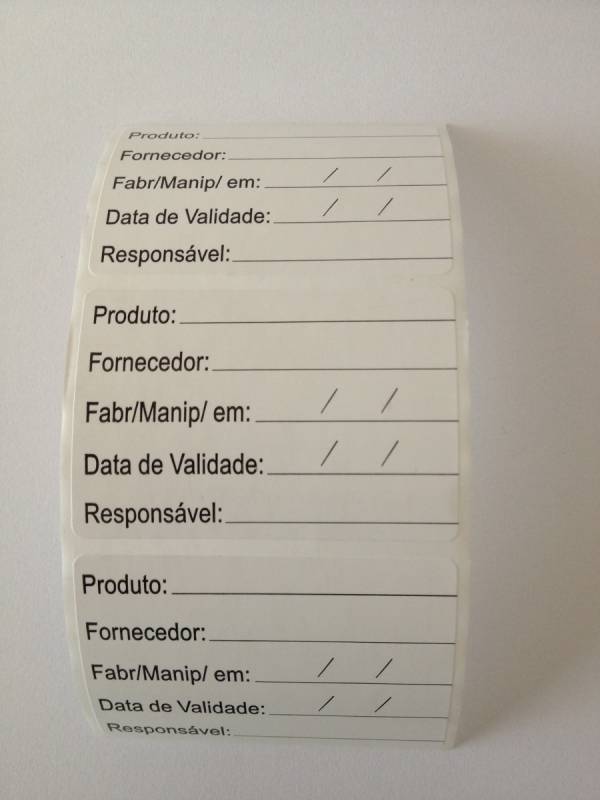 Produto:
Fornecedor:
Fabr/Manip/ em: / /
Data de Validade: / /
Responsável:
Produto:
Fornecedor:
Fabr/Manip/ em: / /
Data de Validade: / /
Responsável:
Produto:
Fornecedor:
Fabr/Manip/ em: / /
Data de Validade: / /
Responsável: